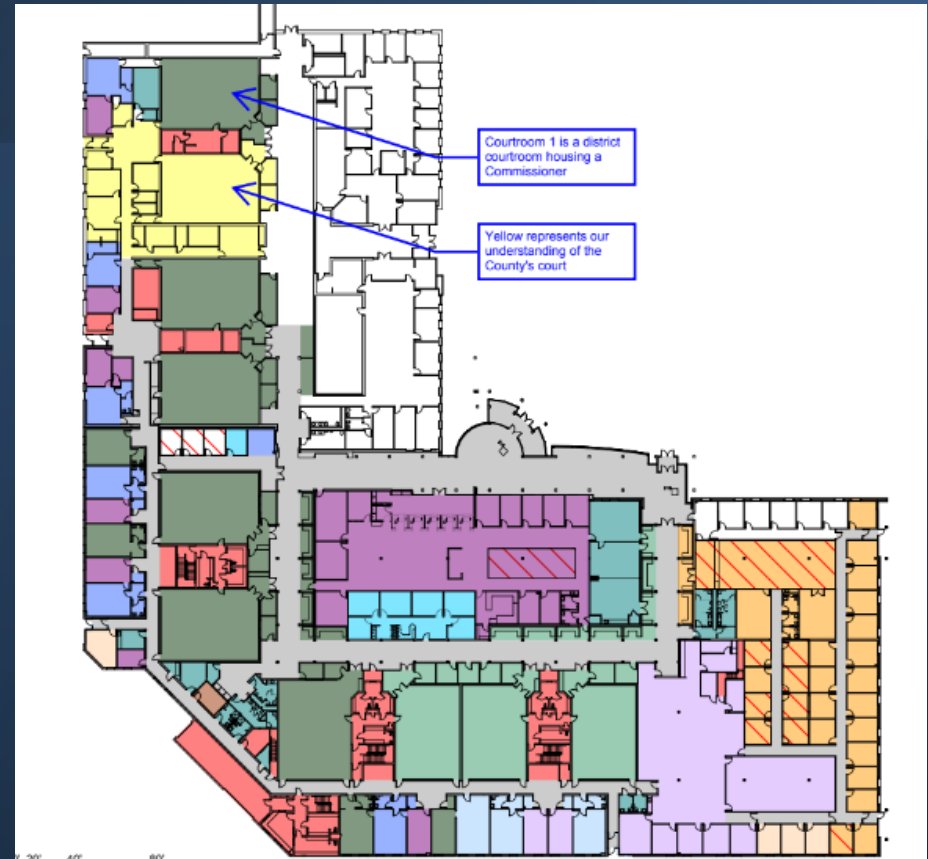 Courtroom 1 is a district
courtroom housing a
Commissioner
Yellow represents our
understanding of the
County's court